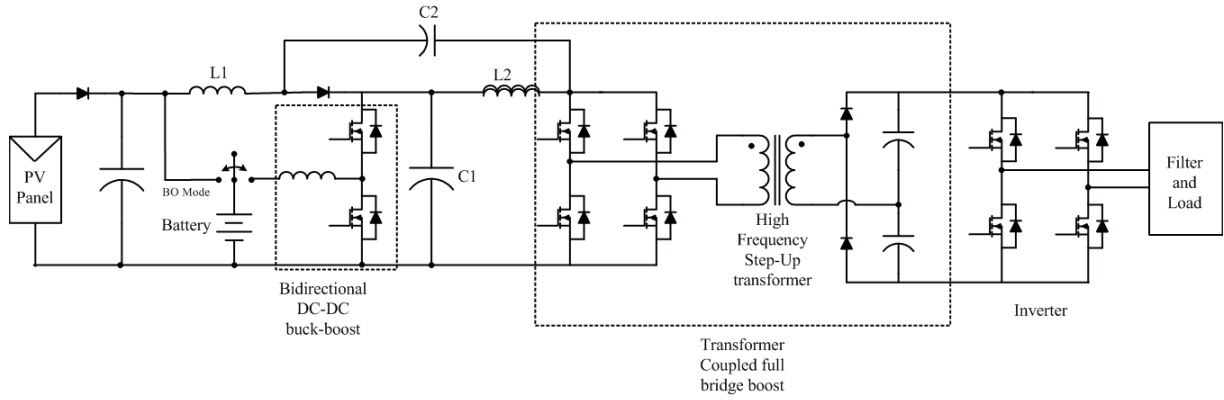 C2
L1
L2
PV
Panel
BO Mode
Battery
C1
Bidirectional
DC-DC
buck-boost
High
Frequency
Step-Up
transformer
Transformer
Coupled full
bridge boost
Inverter
Filter
and
Load